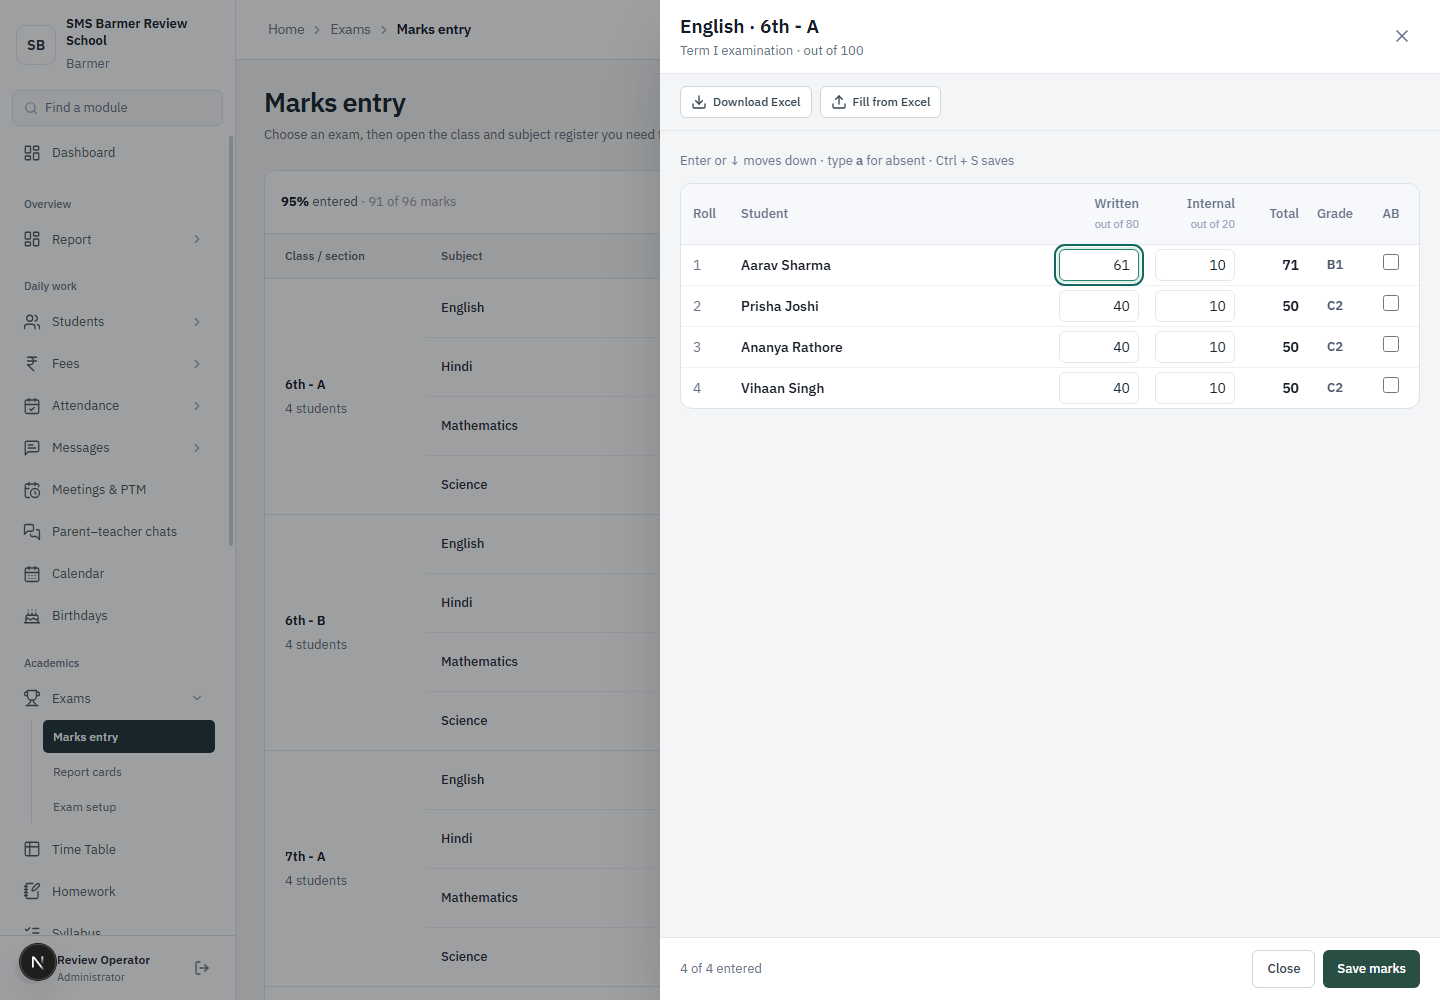 SMS Barmer Review
School
SB
Barmer
Find a module
Dashboard
Overview
Report
Daily work
Students
Fees
Attendance
Messages
Meetings & PTM
Parent–teacher chats
Calendar
Birthdays
Academics
Exams
Marks entry
Report cards
Exam setup
Time Table
Homework
Syllabus
N
Review Operator
Administrator
Home > Exams > Marks entry
Marks entry
Choose an exam, then open the class and subject register you need
95% entered · 91 of 96 marks
Class / section Subject
6th - A
4 students
English
Hindi
Mathematics
Science
6th - B
4 students
English
Hindi
Mathematics
Science
7th - A
4 students
English
Hindi
Mathematics
Science
English · 6th - A
Term I examination · out of 100
Download Excel Fill from Excel
Enter or ↓ moves down · type a for absent · Ctrl + S saves
Roll Student Written out of 80 Internal out of 20 Total Grade AB
1 Aarav Sharma 61 10 71 B1
2 Prisha Joshi 40 10 50 C2
3 Ananya Rathore 40 10 50 C2
4 Vihaan Singh 40 10 50 C2
4 of 4 entered
Close Save marks